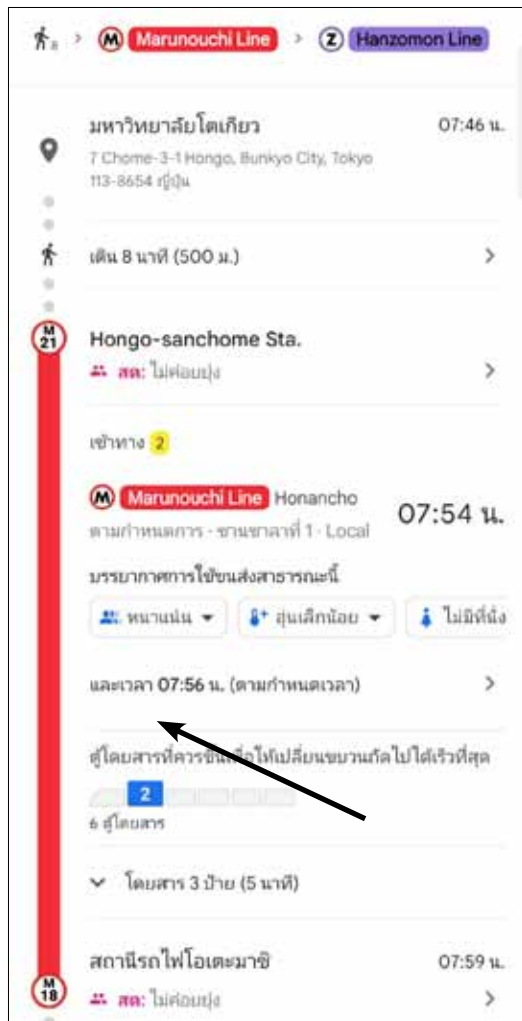 8 > M Marunouchi Line > Z Hanzomon Line
มหาวิทยาลัยโตเกียว 07:46 น.
7 Chome-3-1 Hongo, Bunkyo City, Tokyo
113-8654 ญี่ปุ่น
เดิน 8 นาที (500 ม.)
M
21
Hongo-sanchome Sta.
สด: ไม่ค่อยยุ่ง
เข้าทาง 2
M Marunouchi Line Honancho 07:54 น.
ตามกำหนดการ - ชานชาลาที่ 1 · Local
บรรยากาศการใช้ขนส่งสาธารณะนี้
หนาแน่น อุ่นเล็กน้อย ไม่มีที่นั่ง
และเวลา 07:56 น. (ตามกำหนดเวลา)
ตู้โดยสารที่ควรขึ้นเพื่อให้เปลี่ยนขบวนถัดไปได้เร็วที่สุด
2
6 ตู้โดยสาร
โดยสาร 3 ป้าย (5 นาที)
สถานีรถไฟโอเตะมาชิ 07:59 น.
M
18
สด: ไม่ค่อยยุ่ง